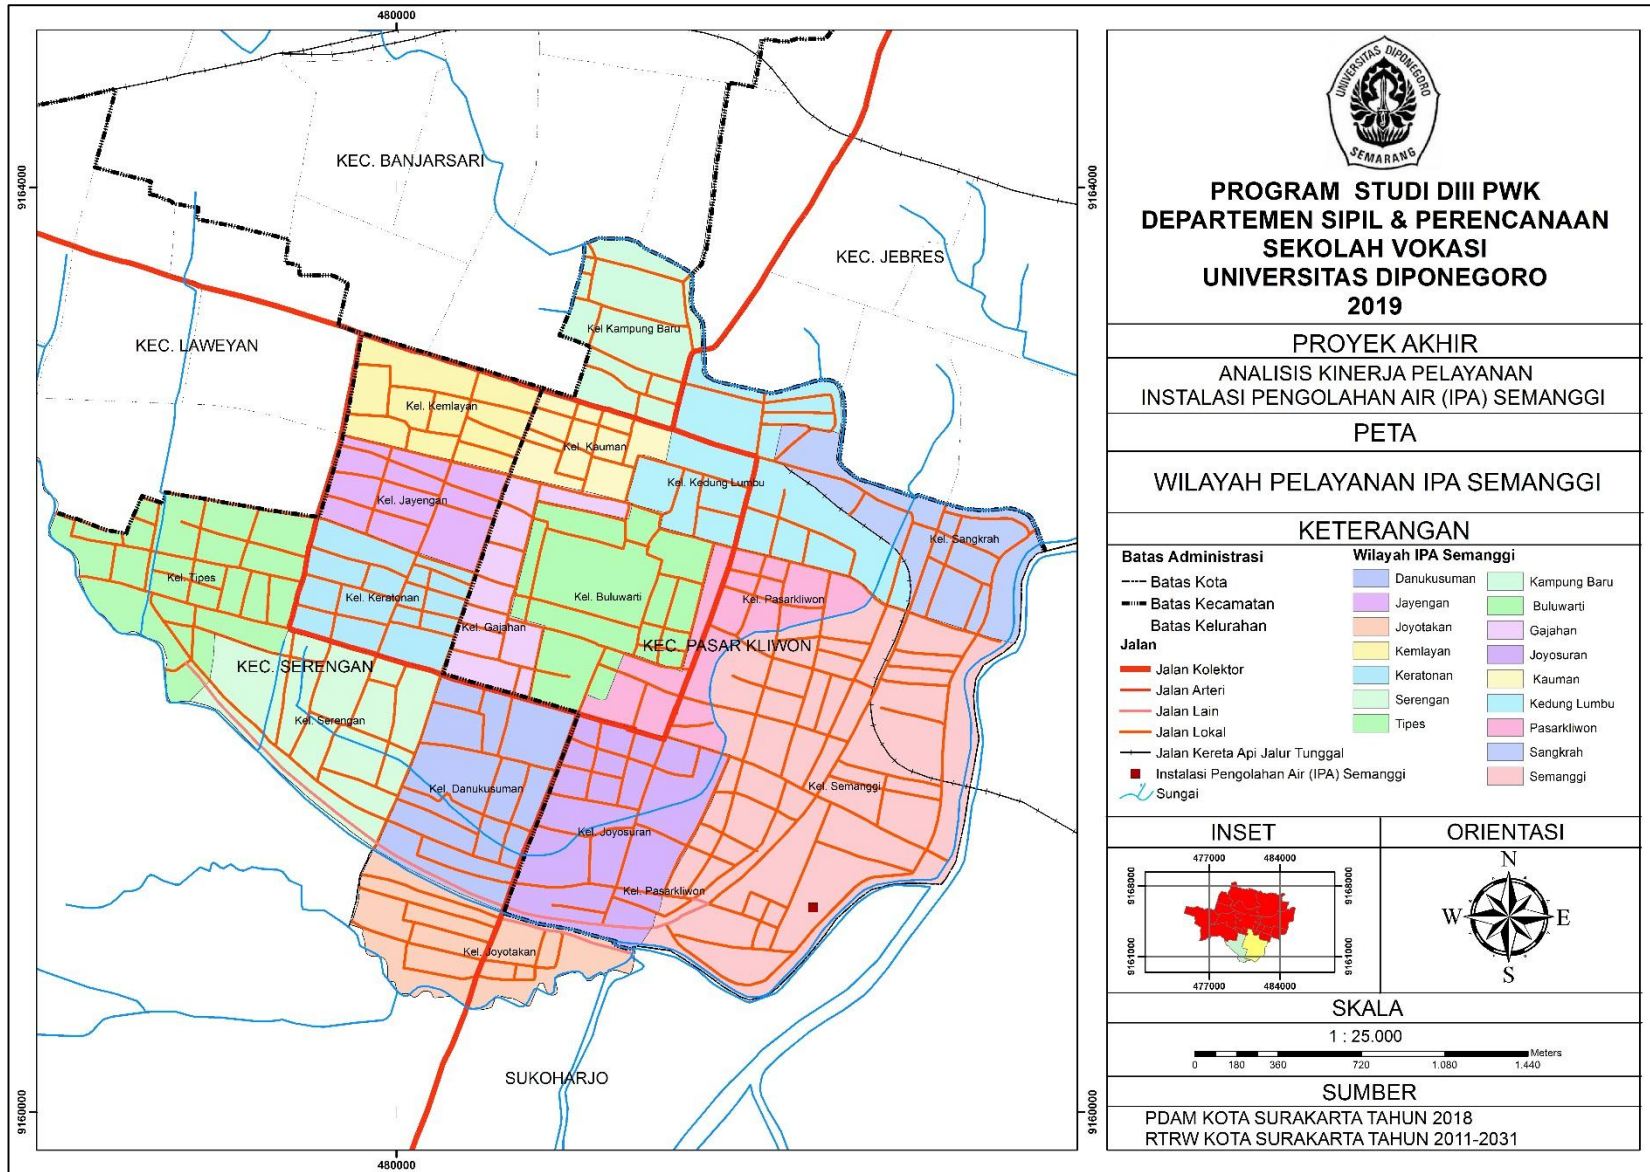 480000
9164000
9164000
KEC. BANJARSARI
KEC. JEBRES
KEC. LAWEYAN
Kel Kampung Baru
Kel. Kemlayan
Kel. Kauman
Kel. Kedung Lumbu
Kel. Jayengan
Kel. Sangkrah
Kel. Tipes
Kel. Keratonan
Kel. Buluwarti
Kel. Pasarkliwon
Kel. Gajahan
KEC. PASAR KLIWON
KEC. SERENGAN
Kel. Serengan
Kel. Danukusuman
Kel. Semanggi
Kel. Joyosuran
Kel. Pasarkliwon
Kel. Joyotakan
SUKOHARJO
9160000
9160000
480000
UNIVERSITAS DIPONEGORO
SEMARANG
PROGRAM STUDI DIII PWK
DEPARTEMEN SIPIL & PERENCANAAN
SEKOLAH VOKASI
UNIVERSITAS DIPONEGORO
2019
PROYEK AKHIR
ANALISIS KINERJA PELAYANAN
INSTALASI PENGOLAHAN AIR (IPA) SEMANGGI
PETA
WILAYAH PELAYANAN IPA SEMANGGI
KETERANGAN
Batas Administrasi
Batas Kota
Batas Kecamatan
Batas Kelurahan
Jalan
Jalan Kolektor
Jalan Arteri
Jalan Lain
Jalan Lokal
Jalan Kereta Api Jalur Tunggal
Instalasi Pengolahan Air (IPA) Semanggi
Sungai
Wilayah IPA Semanggi
Danukusuman
Jayengan
Joyotakan
Kemlayan
Keratonan
Serengan
Tipes
Kampung Baru
Buluwarti
Gajahan
Joyosuran
Kauman
Kedung Lumbu
Pasarkliwon
Sangkrah
Semanggi
INSET
477000 484000
9168000 9168000
9161000 9161000
477000 484000
ORIENTASI
N
W E
S
SKALA
1 : 25.000
Meters
0 180 360 720 1.080 1.440
SUMBER
PDAM KOTA SURAKARTA TAHUN 2018
RTRW KOTA SURAKARTA TAHUN 2011-2031